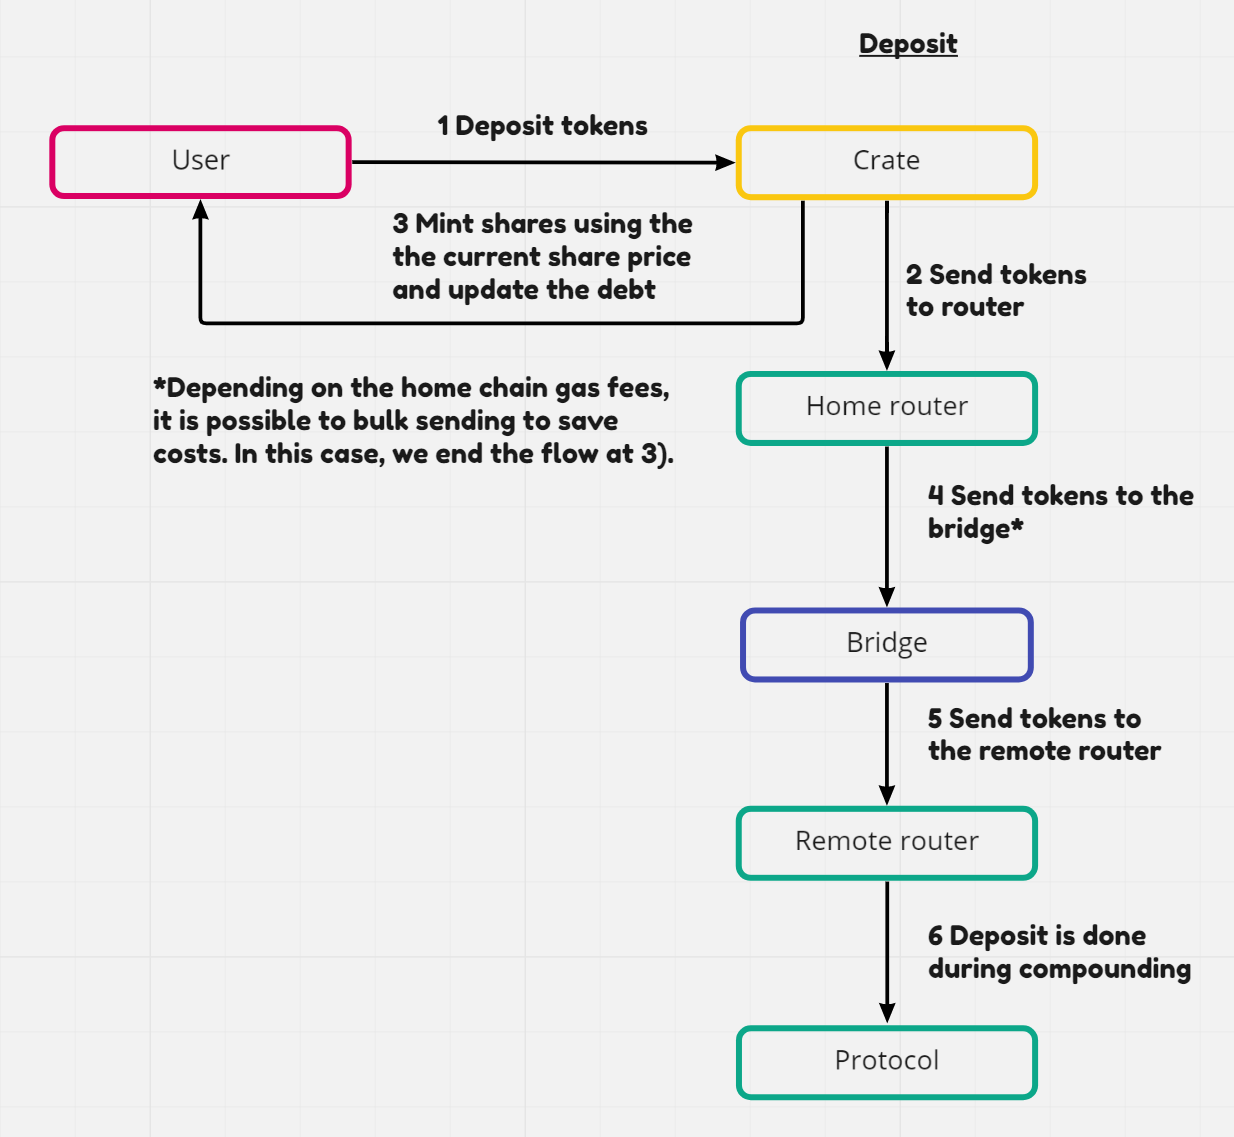 Deposit
1 Deposit tokens
User
Crate
3 Mint shares using the
the current share price
and update the debt
2 Send tokens
to router
*Depending on the home chain gas fees,
it is possible to bulk sending to save
costs. In this case, we end the flow at 3).
Home router
4 Send tokens to the
bridge*
Bridge
5 Send tokens to
the remote router
Remote router
6 Deposit is done
during compounding
Protocol